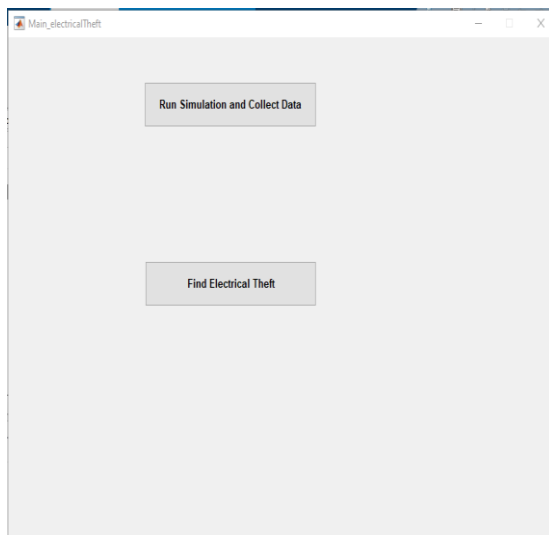 Main_electricalTheft
Run Simulation and Collect Data
Find Electrical Theft